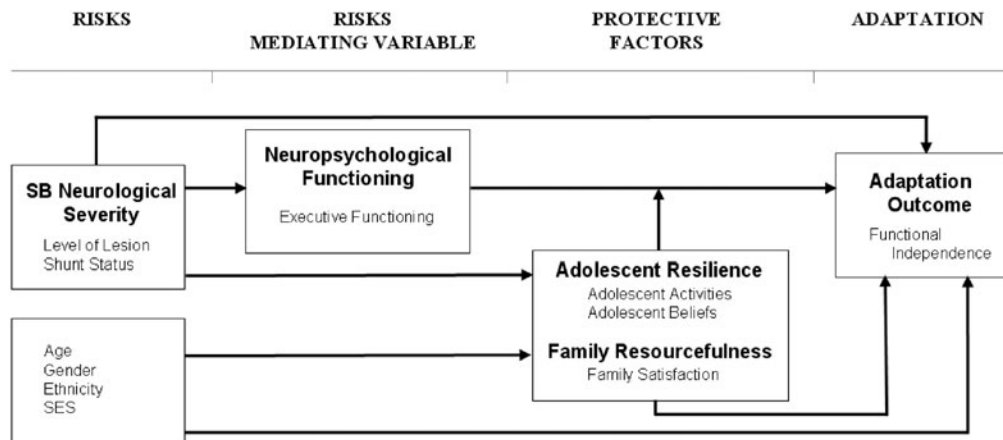 RISKS
RISKS
MEDIATING VARIABLE
PROTECTIVE
FACTORS
ADAPTATION
SB Neurological
Severity
Level of Lesion
Shunt Status
Neuropsychological
Functioning
Executive Functioning
Adaptation
Outcome
Functional
Independence
Adolescent Resilience
Adolescent Activities
Adolescent Beliefs
Family Resourcefulness
Family Satisfaction
Age
Gender
Ethnicity
SES